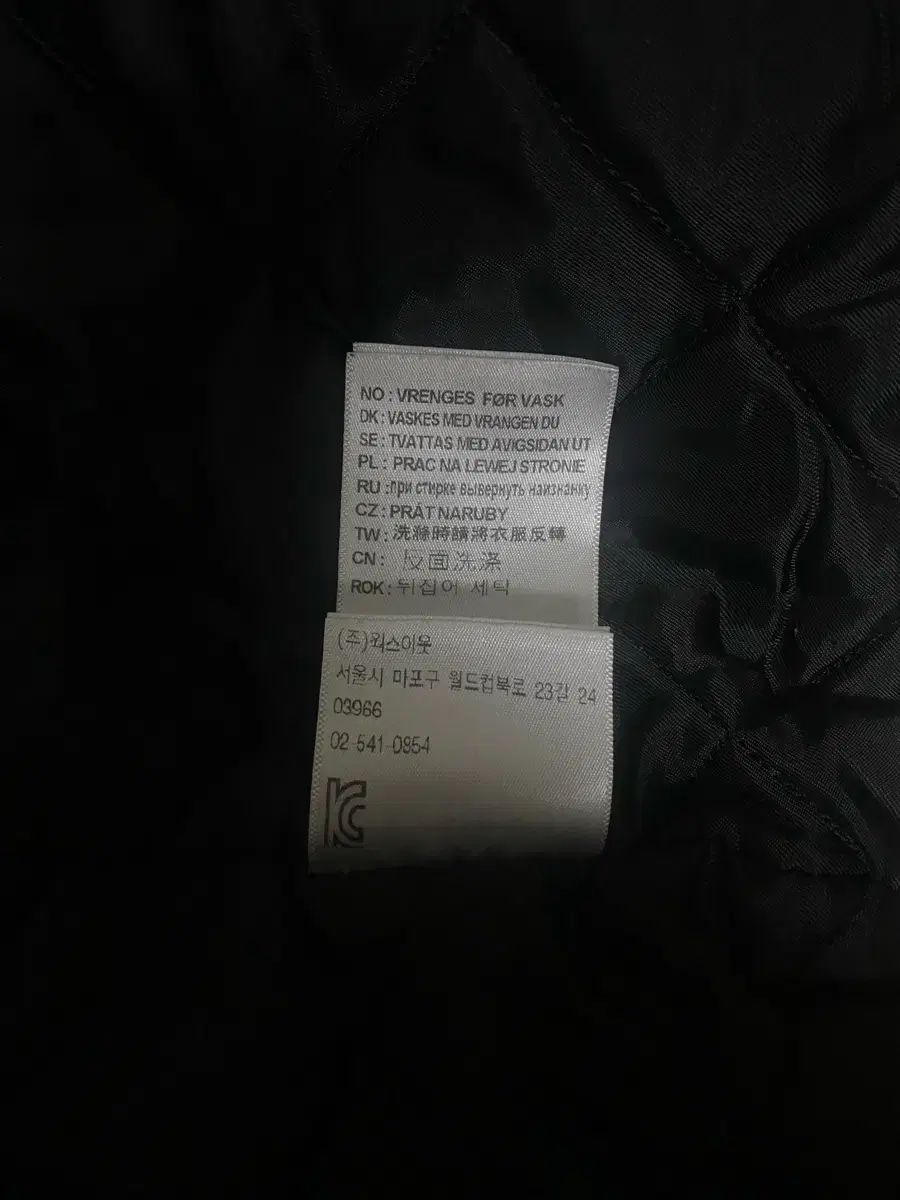 NO : VRENGES FØR VASK
DK : VASKES MED VRANGEN DU
SE : TVATTAS MED AVIGSIDAN UT
PL : PRAC NA LEWEJ STRONIE
RU : при стирке вывернуть наизнанку
CZ : PRÁT NARUBY
TW : 洗滌時請將衣服反轉
CN : 反面洗涤
ROK : 뒤집어 세탁
(주)웍스아웃
서울시 마포구 월드컵북로 23길 24
03966
02-541-0854
KC